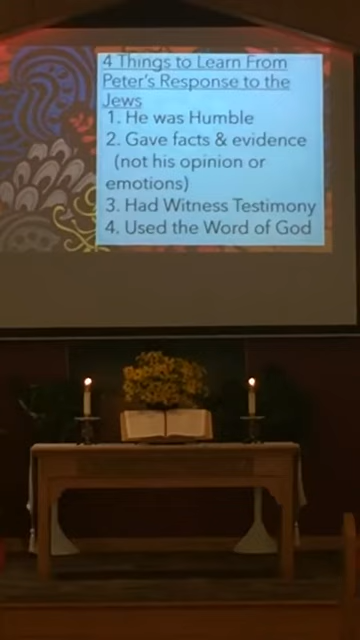 4 Things to Learn From
Peter's Response to the
Jews
1. He was Humble
2. Gave facts & evidence
(not his opinion or
emotions)
3. Had Witness Testimony
4. Used the Word of God